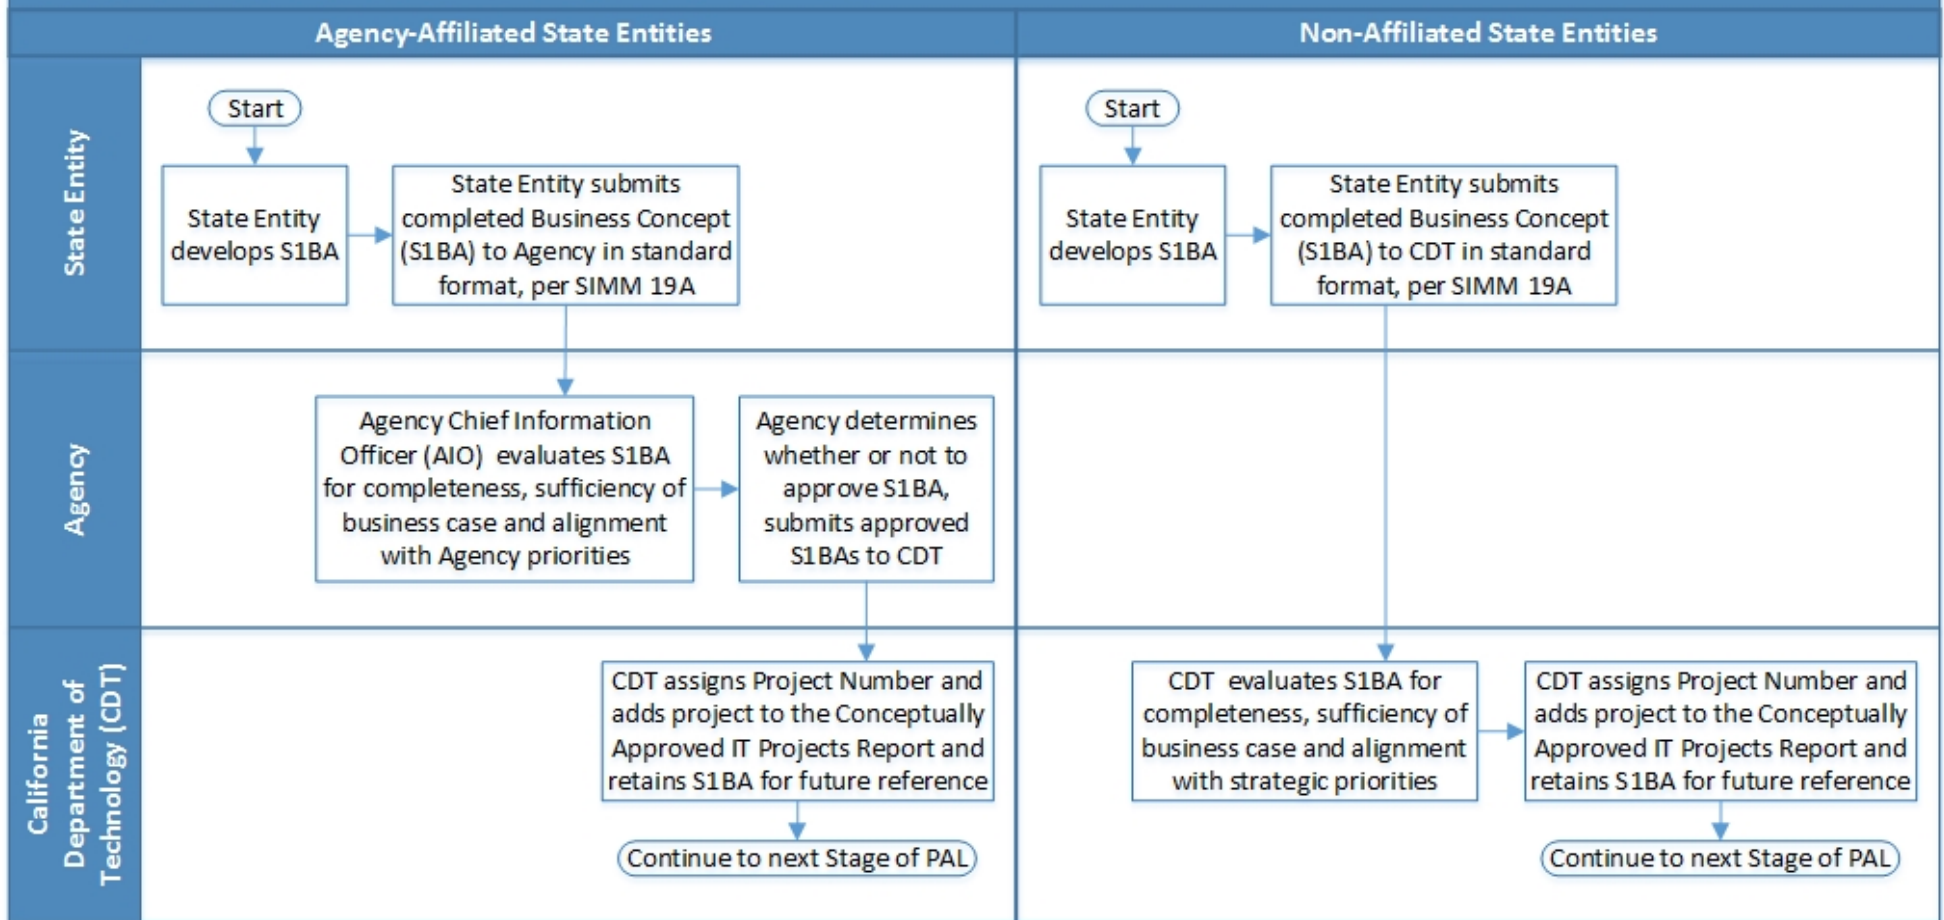 Agency-Affiliated State Entities
Non-Affiliated State Entities
State Entity
Start
State Entity
develops S1BA
State Entity submits
completed Business Concept
(S1BA) to Agency in standard
format, per SIMM 19A
Start
State Entity
develops S1BA
State Entity submits
completed Business Concept
(S1BA) to CDT in standard
format, per SIMM 19A
Agency
Agency Chief Information
Officer (AIO) evaluates S1BA
for completeness, sufficiency of
business case and alignment
with Agency priorities
Agency determines
whether or not to
approve S1BA,
submits approved
S1BAs to CDT
California
Department of
Technology (CDT)
CDT assigns Project Number and
adds project to the Conceptually
Approved IT Projects Report and
retains S1BA for future reference
Continue to next Stage of PAL
CDT evaluates S1BA for
completeness, sufficiency of
business case and alignment
with strategic priorities
CDT assigns Project Number and
adds project to the Conceptually
Approved IT Projects Report and
retains S1BA for future reference
Continue to next Stage of PAL